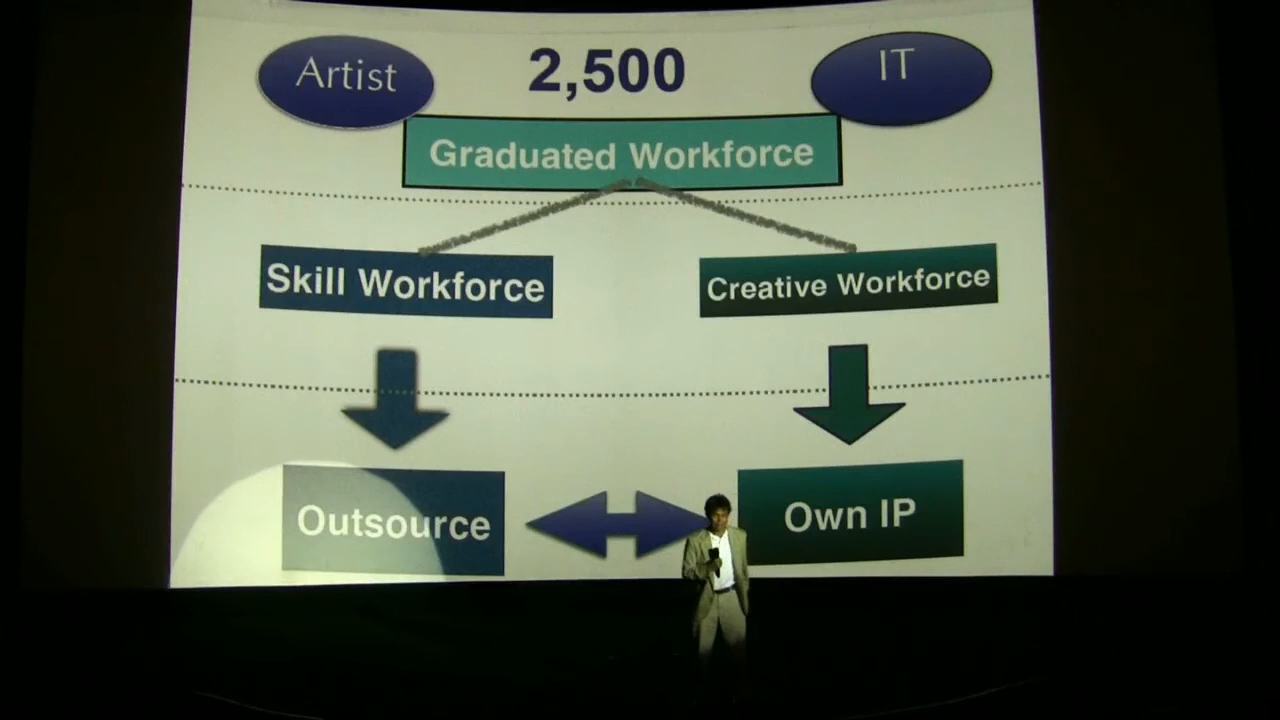 Artist
2,500
IT
Graduated Workforce
Skill Workforce
Creative Workforce
Outsource
Own IP